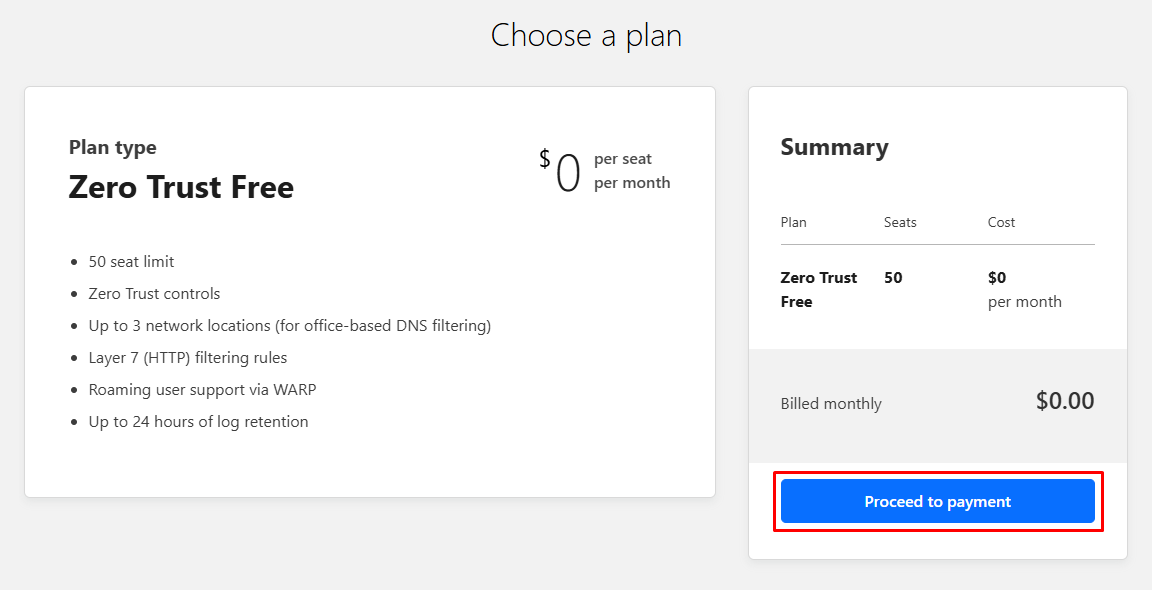 Choose a plan
Plan type
Zero Trust Free
$0 per seat
per month
• 50 seat limit
• Zero Trust controls
• Up to 3 network locations (for office-based DNS filtering)
• Layer 7 (HTTP) filtering rules
• Roaming user support via WARP
• Up to 24 hours of log retention
Summary
Plan Seats Cost
Zero Trust 50 $0
Free per month
Billed monthly $0.00
Proceed to payment